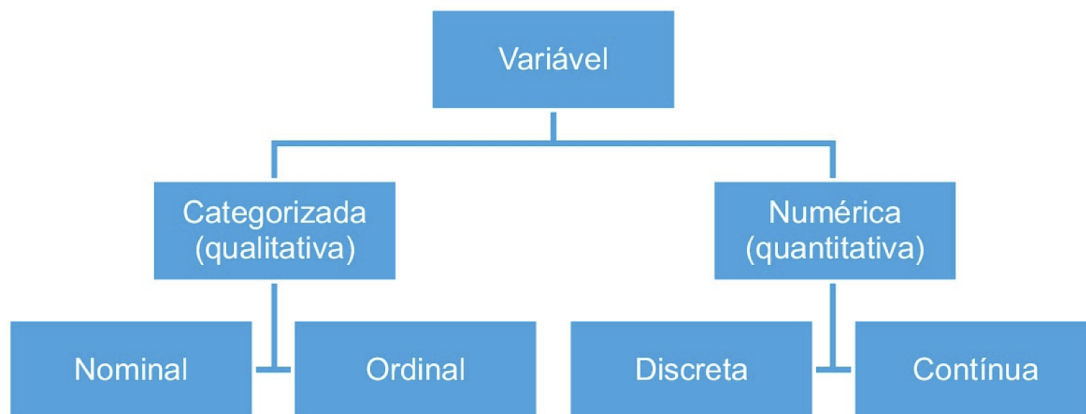 Variável
Categorizada
(qualitativa)
Numérica
(quantitativa)
Nominal
Ordinal
Discreta
Contínua